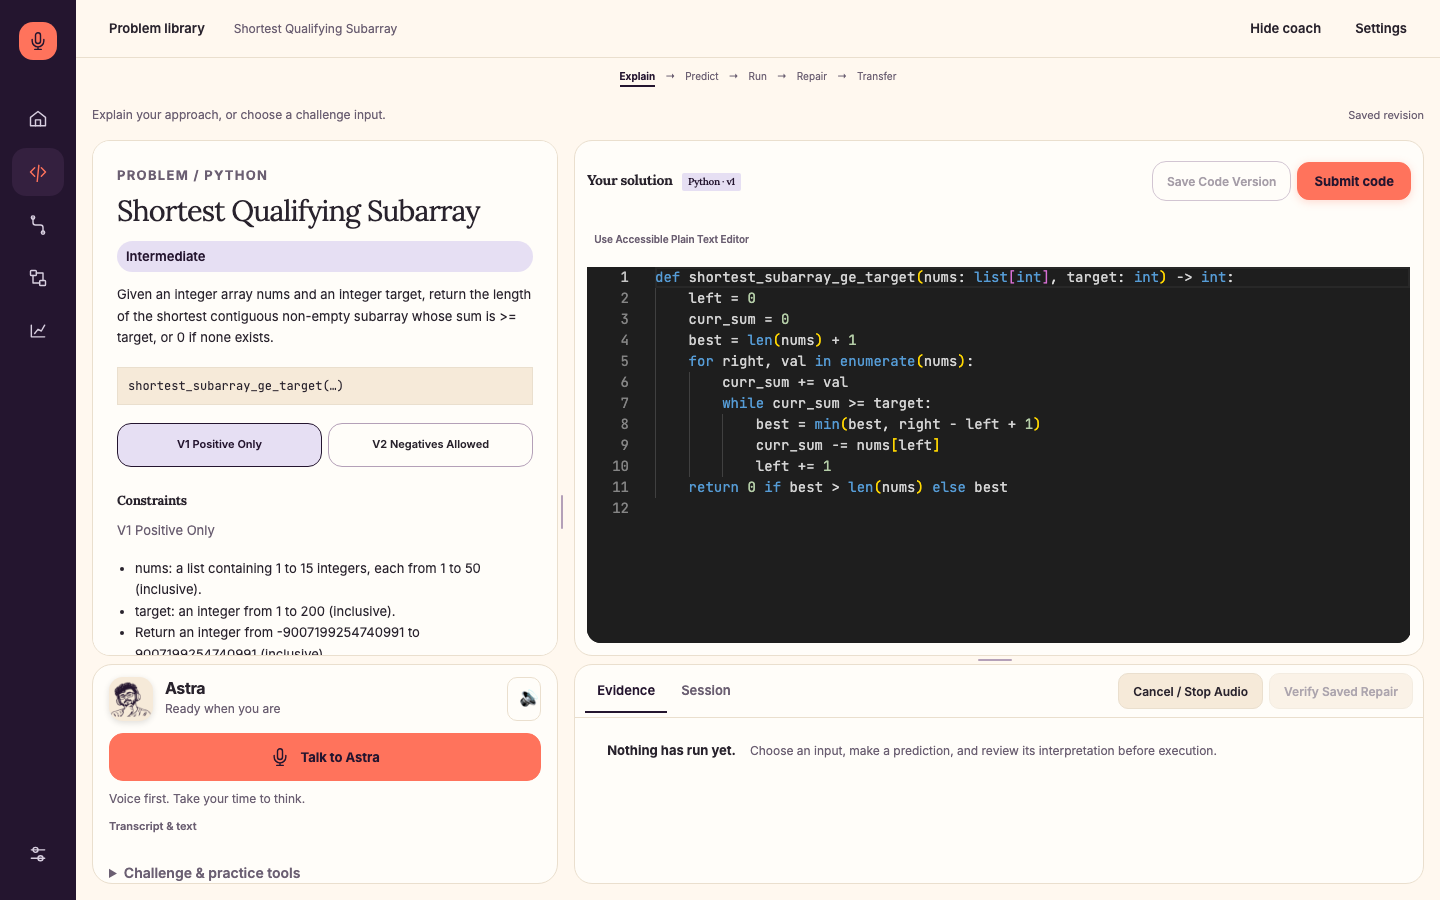 Problem library
Shortest Qualifying Subarray
Hide coach
Settings
Explain → Predict → Run → Repair → Transfer
Explain your approach, or choose a challenge input.
Saved revision
PROBLEM / PYTHON
Shortest Qualifying Subarray
Intermediate
Given an integer array nums and an integer target, return the length
of the shortest contiguous non-empty subarray whose sum is >=
target, or 0 if none exists.
shortest_subarray_ge_target(…)
V1 Positive Only
V2 Negatives Allowed
Constraints
V1 Positive Only
• nums: a list containing 1 to 15 integers, each from 1 to 50
(inclusive).
• target: an integer from 1 to 200 (inclusive).
• Return an integer from -9007199254740991 to
9007199254740991 (inclusive)
Your solution
Python · v1
Save Code Version
Submit code
Use Accessible Plain Text Editor
1 def shortest_subarray_ge_target(nums: list[int], target: int) -> int:
2     left = 0
3     curr_sum = 0
4     best = len(nums) + 1
5     for right, val in enumerate(nums):
6         curr_sum += val
7         while curr_sum >= target:
8             best = min(best, right - left + 1)
9             curr_sum -= nums[left]
10             left += 1
11     return 0 if best > len(nums) else best
12
Astra
Ready when you are
Talk to Astra
Voice first. Take your time to think.
Transcript & text
▶ Challenge & practice tools
Evidence
Session
Cancel / Stop Audio
Verify Saved Repair
Nothing has run yet. Choose an input, make a prediction, and review its interpretation before execution.